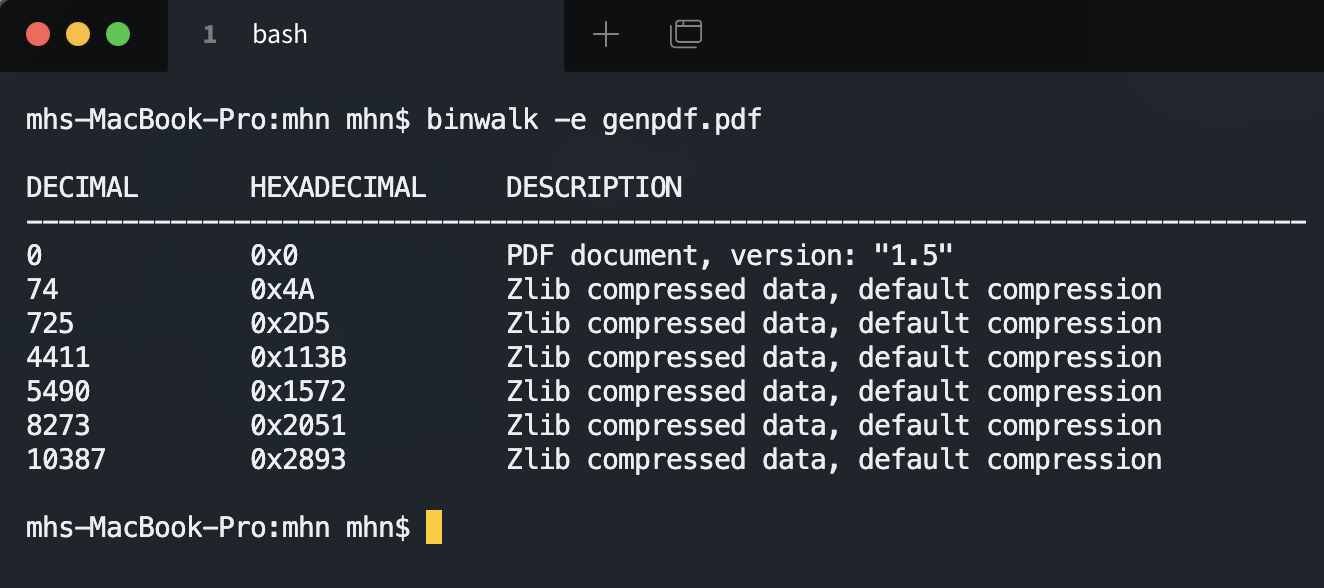 1 bash
mhs-MacBook-Pro:mhn mhn$ binwalk -e genpdf.pdf
DECIMAL HEXADECIMAL DESCRIPTION
--------------------------------------------------------------------------------
0 0x0 PDF document, version: "1.5"
74 0x4A Zlib compressed data, default compression
725 0x2D5 Zlib compressed data, default compression
4411 0x113B Zlib compressed data, default compression
5490 0x1572 Zlib compressed data, default compression
8273 0x2051 Zlib compressed data, default compression
10387 0x2893 Zlib compressed data, default compression
mhs-MacBook-Pro:mhn mhn$